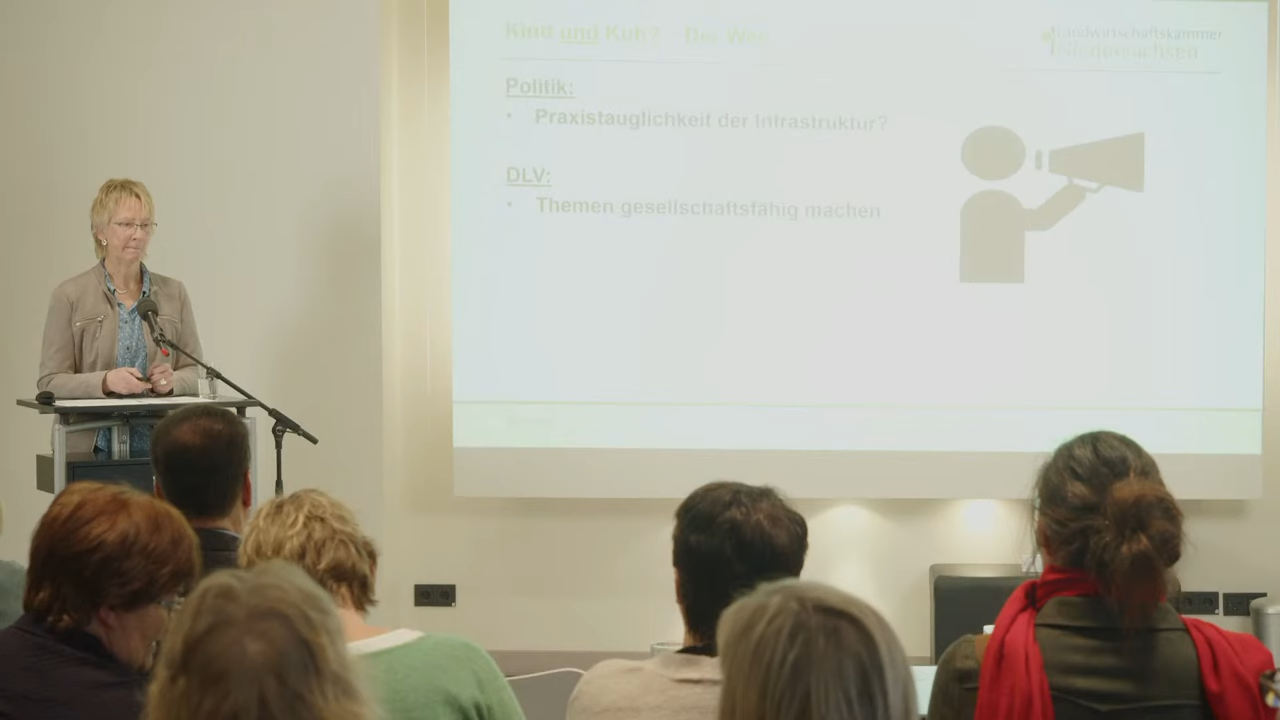 Kind und Kuh? - Der Weg
Landwirtschaftskammer
Niedersachsen
Politik:
• Praxistauglichkeit der Infrastruktur?
DLV:
• Themen gesellschaftsfähig machen